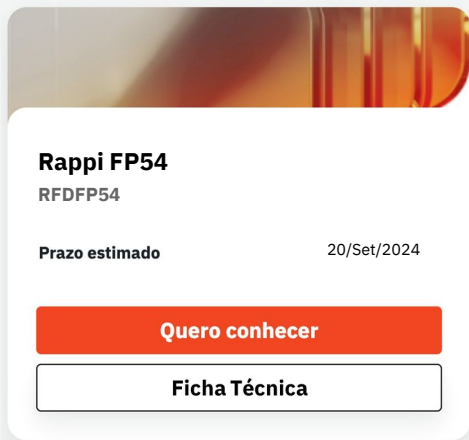 Rappi FP54
RFDFP54
Prazo estimado 20/Set/2024
Quero conhecer
Ficha Técnica